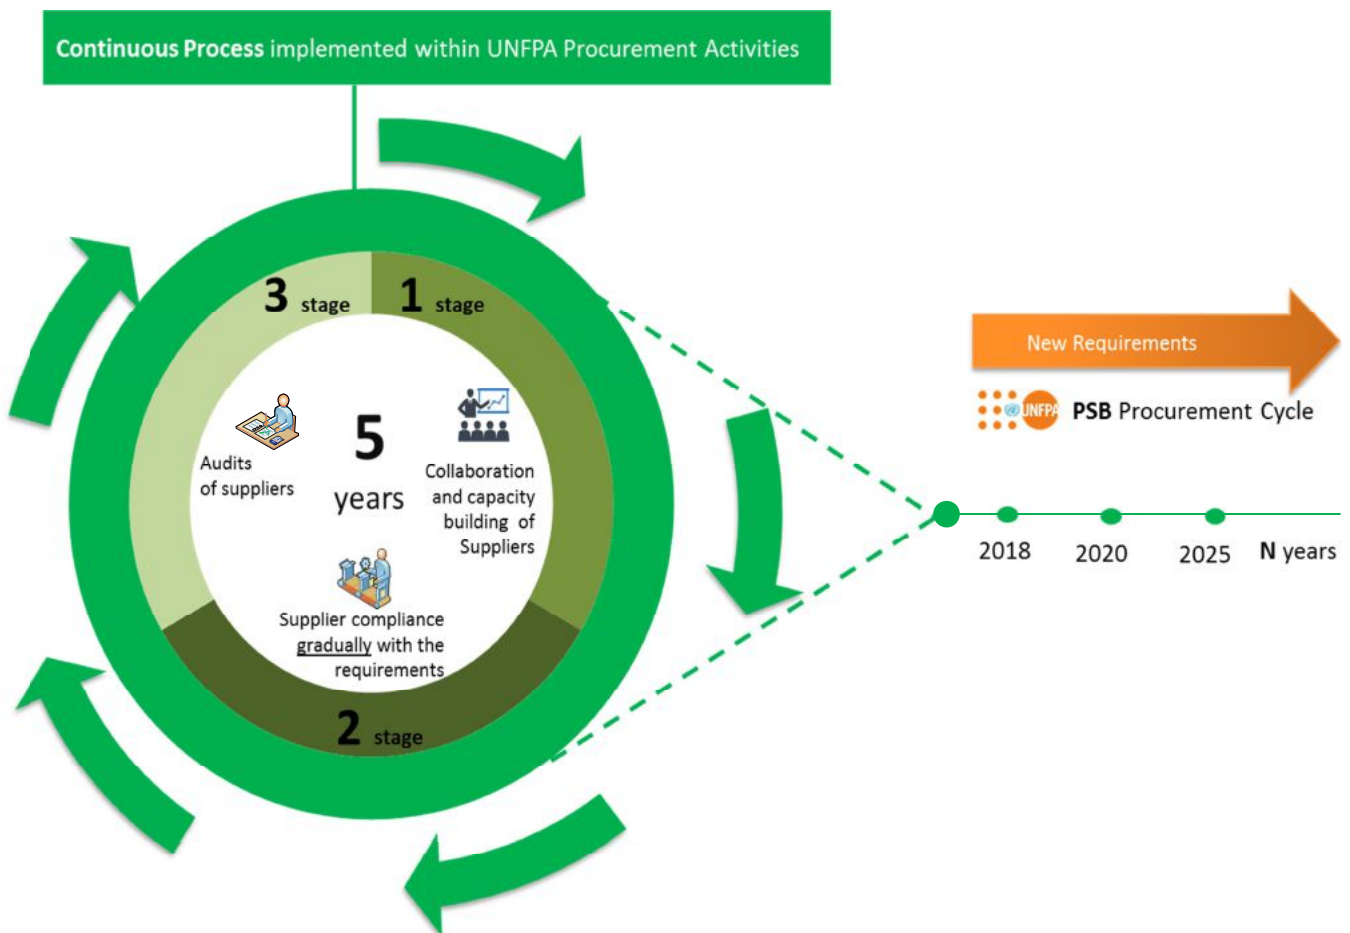 Continuous Process implemented within UNFPA Procurement Activities
3 stage
1 stage
Audits
of suppliers
5
years
Collaboration
and capacity
building of
Suppliers
Supplier compliance
gradually with the
requirements
2 stage
New Requirements
UNFPA
PSB Procurement Cycle
2018
2020
2025
N years